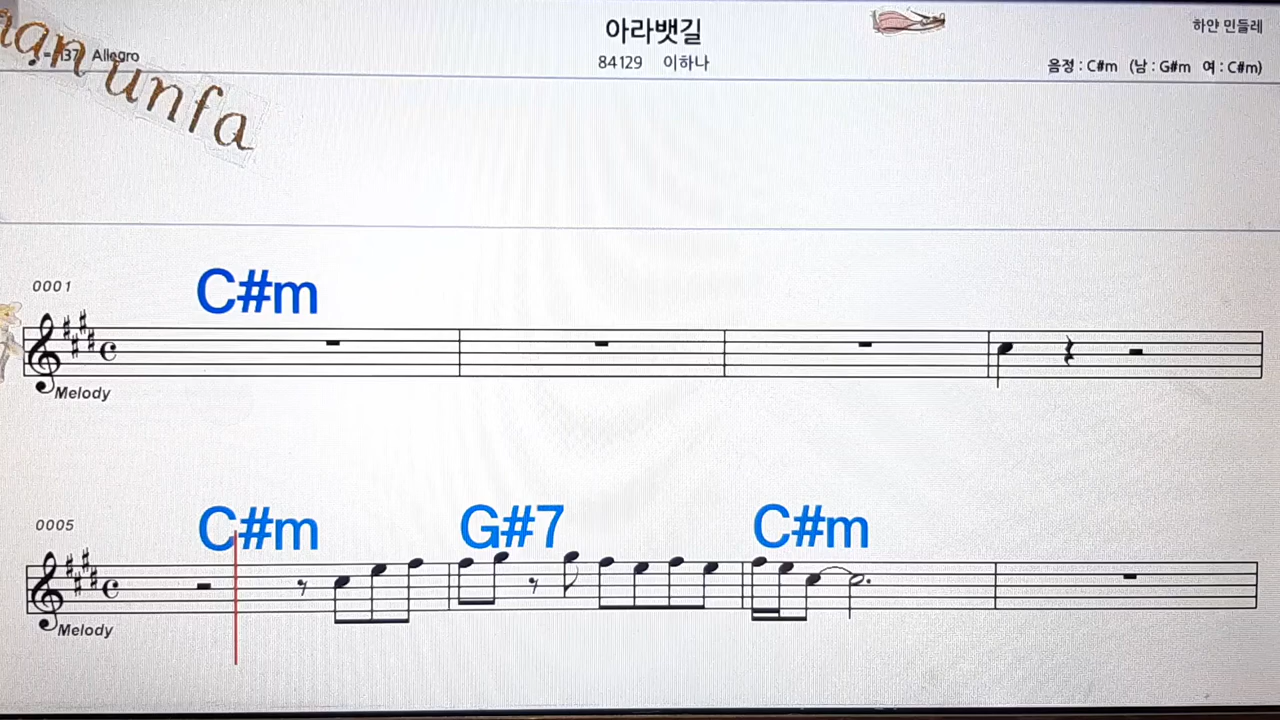 아라뱃길
하얀 민들레
♩=137 Allegro
84129 이하나
음정 : C#m (남 : G#m 여 : C#m)
unfa
0001
C#m
Melody
0005
C#m G#7 C#m
Melody